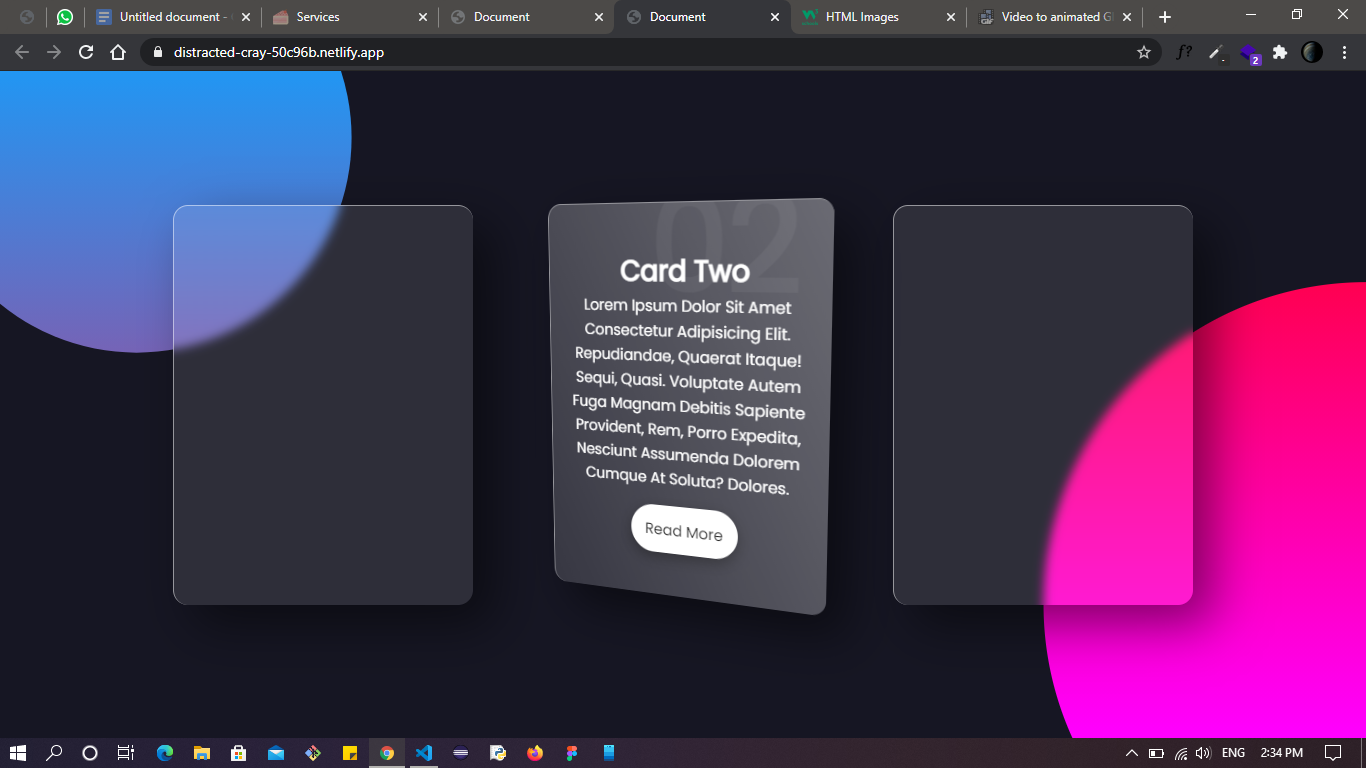 Untitled document -
Services
Document
Document
HTML Images
Video to animated G
distracted-cray-50c96b.netlify.app
f?
2
02
Card Two
Lorem Ipsum Dolor Sit Amet
Consectetur Adipisicing Elit.
Repudiandae, Quaerat Itaque!
Sequi, Quasi. Voluptate Autem
Fuga Magnam Debitis Sapiente
Provident, Rem, Porro Expedita,
Nesciunt Assumenda Dolorem
Cumque At Soluta? Dolores.
Read More
ENG
2:34 PM